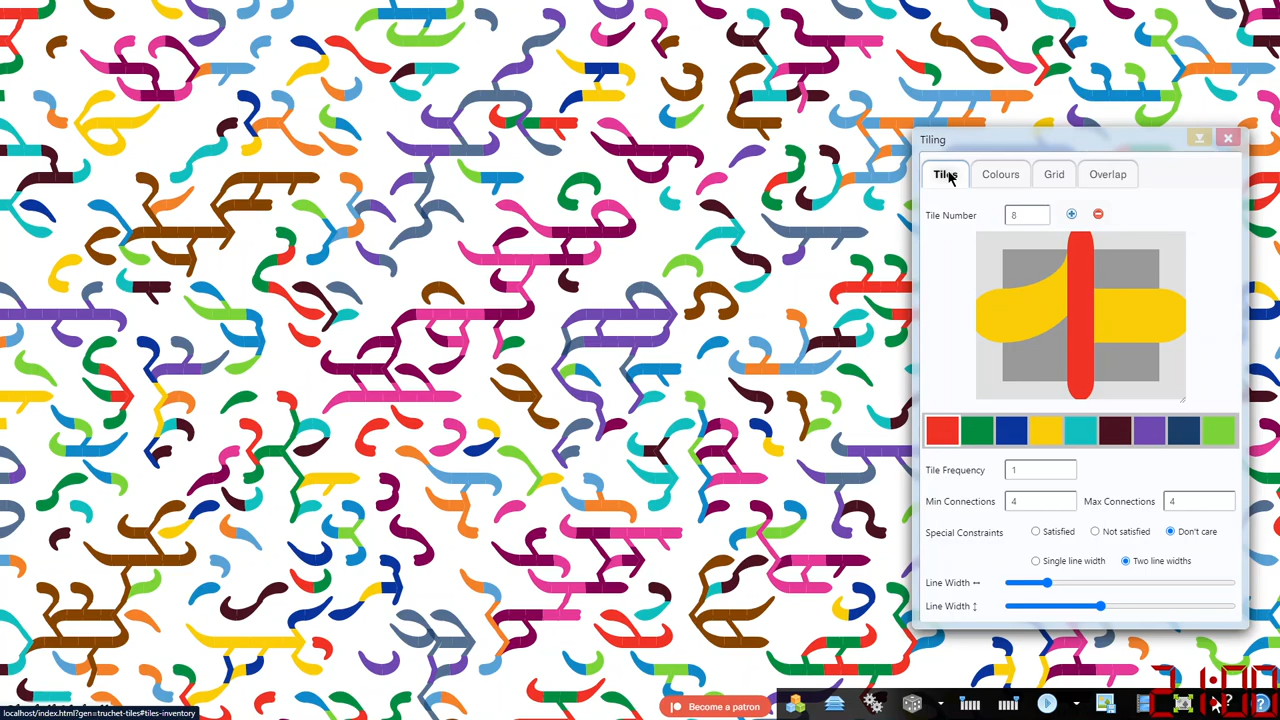 Tiling
Tiles Colours Grid Overlap
Tile Number 8
Tile Frequency 1
Min Connections 4 Max Connections 4
Special Constraints Satisfied Not satisfied Don't care
Single line width Two line widths
Line Width ↔
Line Width ↕
Become a patron
21:00
localhost/index.html?gen=truchet-tiles#tiles-inventory